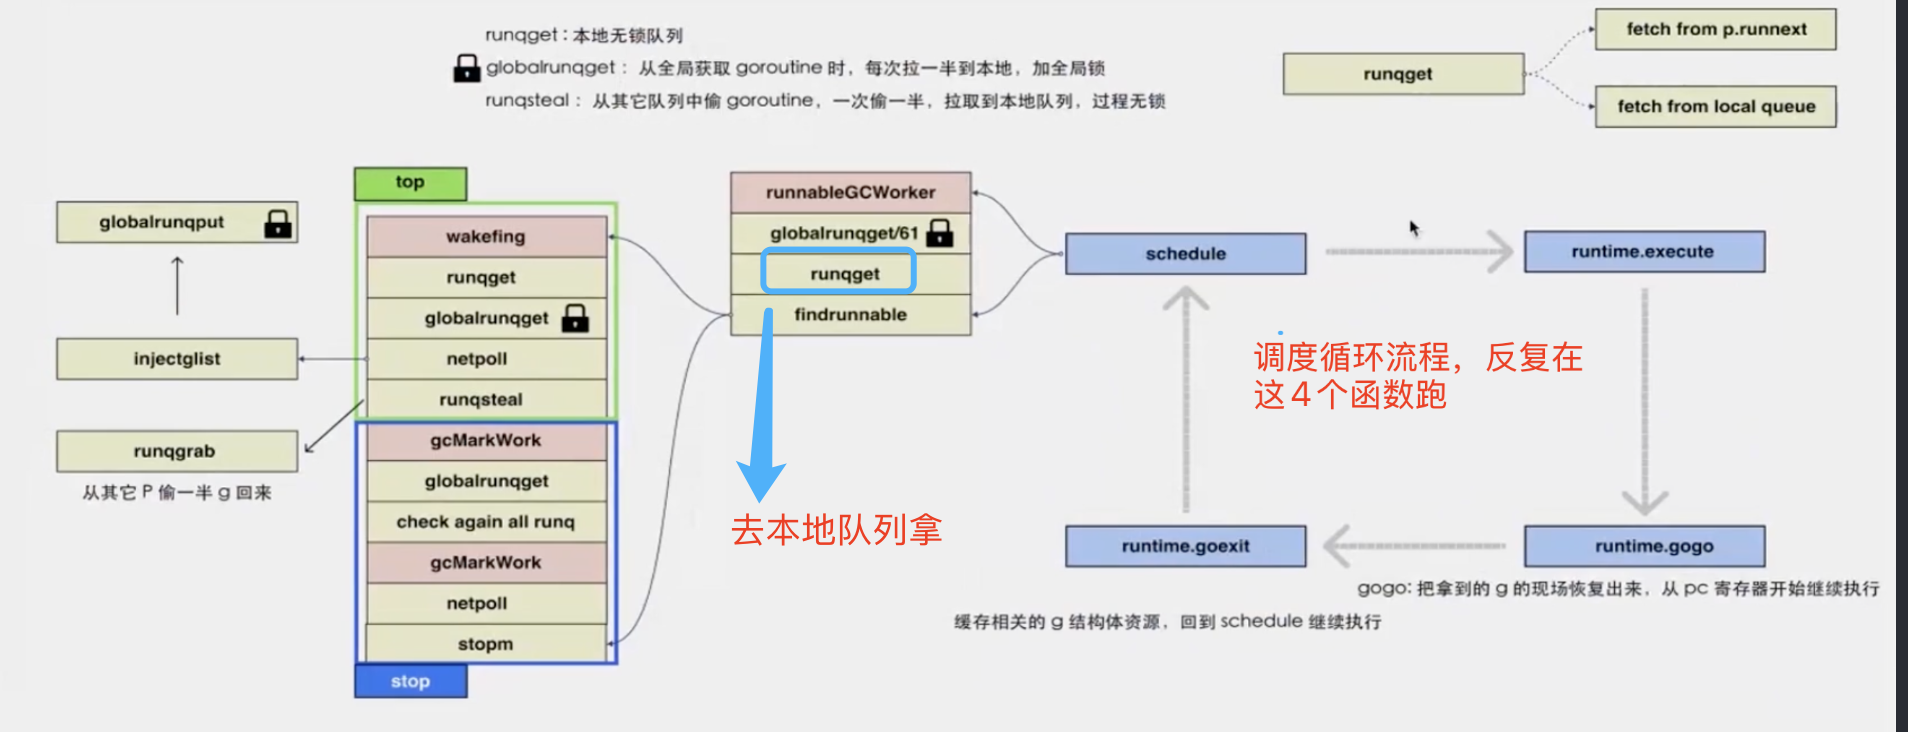 runqget：本地无锁队列
globalrunqget： 从全局获取 goroutine 时，每次拉一半到本地，加全局锁
runqsteal： 从其它队列中偷 goroutine，一次偷一半，拉取到本地队列，过程无锁
runqget
fetch from p.runnext
fetch from local queue
top
globalrunqput
injectglist
runqgrab
从其它 P 偷一半 g 回来
wakefing
runqget
globalrunqget
netpoll
runqsteal
gcMarkWork
globalrunqget
check again all runq
gcMarkWork
netpoll
stopm
stop
runnableGCWorker
globalrunqget/61
runqget
findrunnable
去本地队列拿
schedule
runtime.execute
调度循环流程，反复在
这4个函数跑
runtime.goexit
runtime.gogo
gogo: 把拿到的 g 的现场恢复出来，从 pc 寄存器开始继续执行
缓存相关的 g 结构体资源，回到 schedule 继续执行